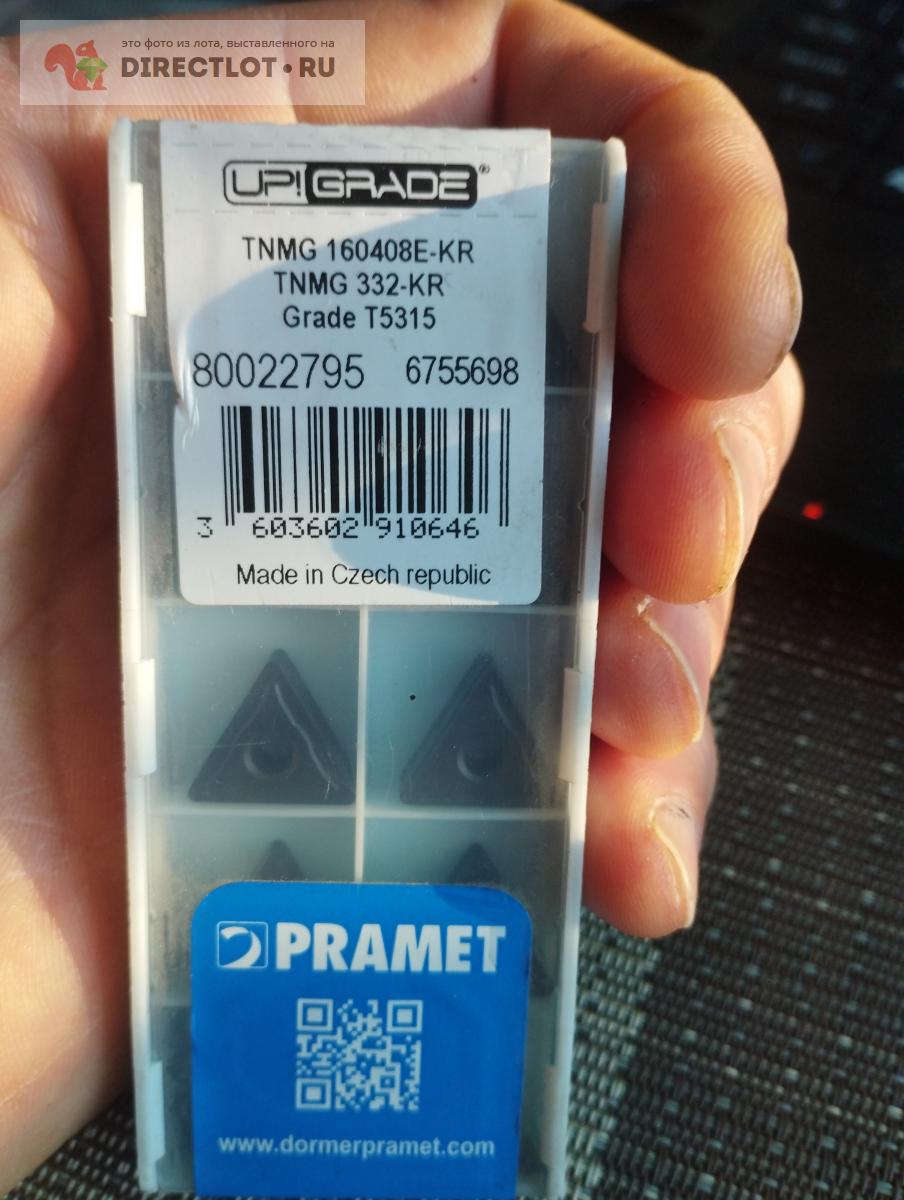 это фото из лота, выставленного на
DIRECTLOT•RU
UP! GRADE®
TNMG 160408E-KR
TNMG 332-KR
Grade T5315
80022795 6755698
3 603602 910646
Made in Czech republic
PRAMET
www.dormerpramet.com